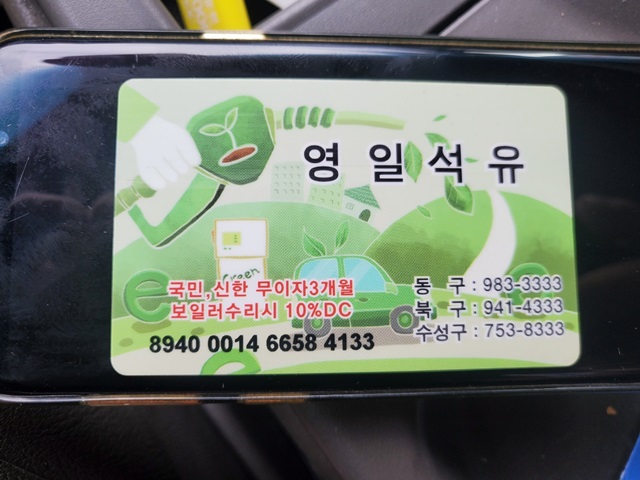 영일석유
Green
국민,신한 무이자3개월
보일러수리시 10%DC
8940 0014 6658 4133
동 구 : 983-3333
북 구 : 941-4333
수성구 : 753-8333